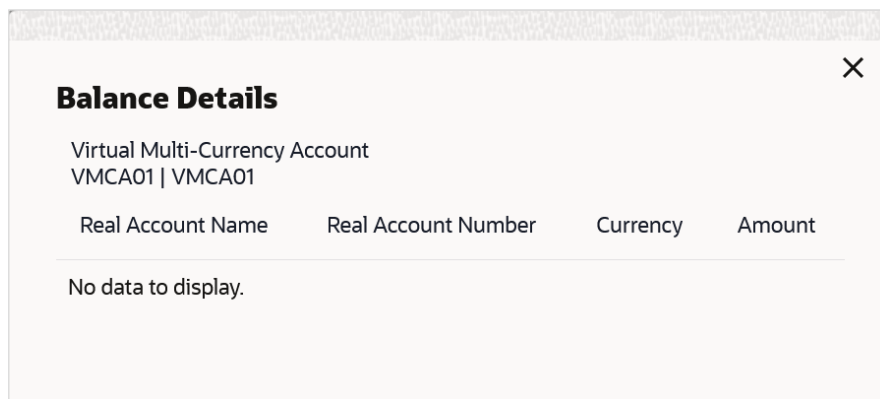 Balance Details
Virtual Multi-Currency Account
VMCA01 | VMCA01
Real Account Name Real Account Number Currency Amount
No data to display.